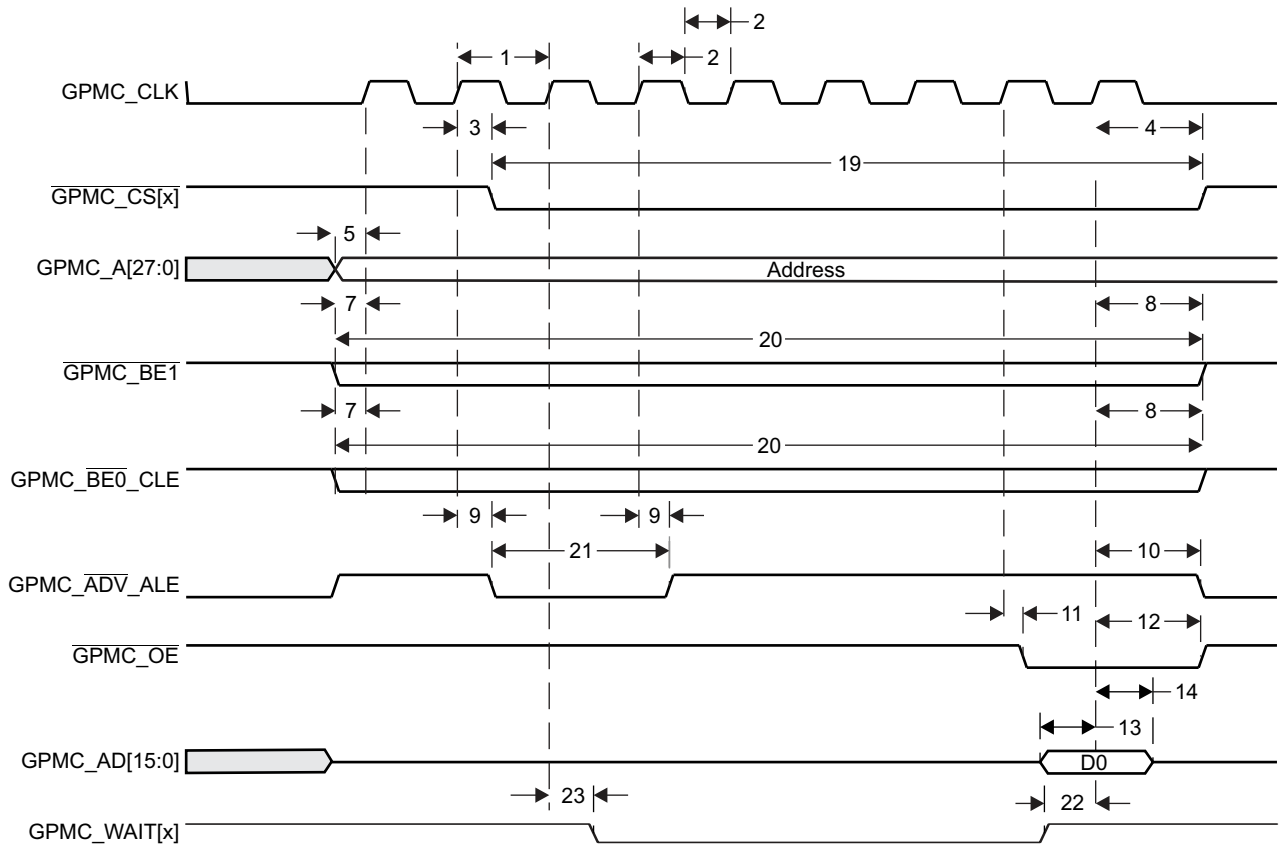 2
1
2
GPMC_CLK
3
4
19
GPMC_CS[x]
5
GPMC_A[27:0]
Address
7
8
20
GPMC_BE1
7
8
20
GPMC_BE0_CLE
9
9
21
10
GPMC_ADV_ALE
11
12
GPMC_OE
14
13
GPMC_AD[15:0]
D0
23
22
GPMC_WAIT[x]